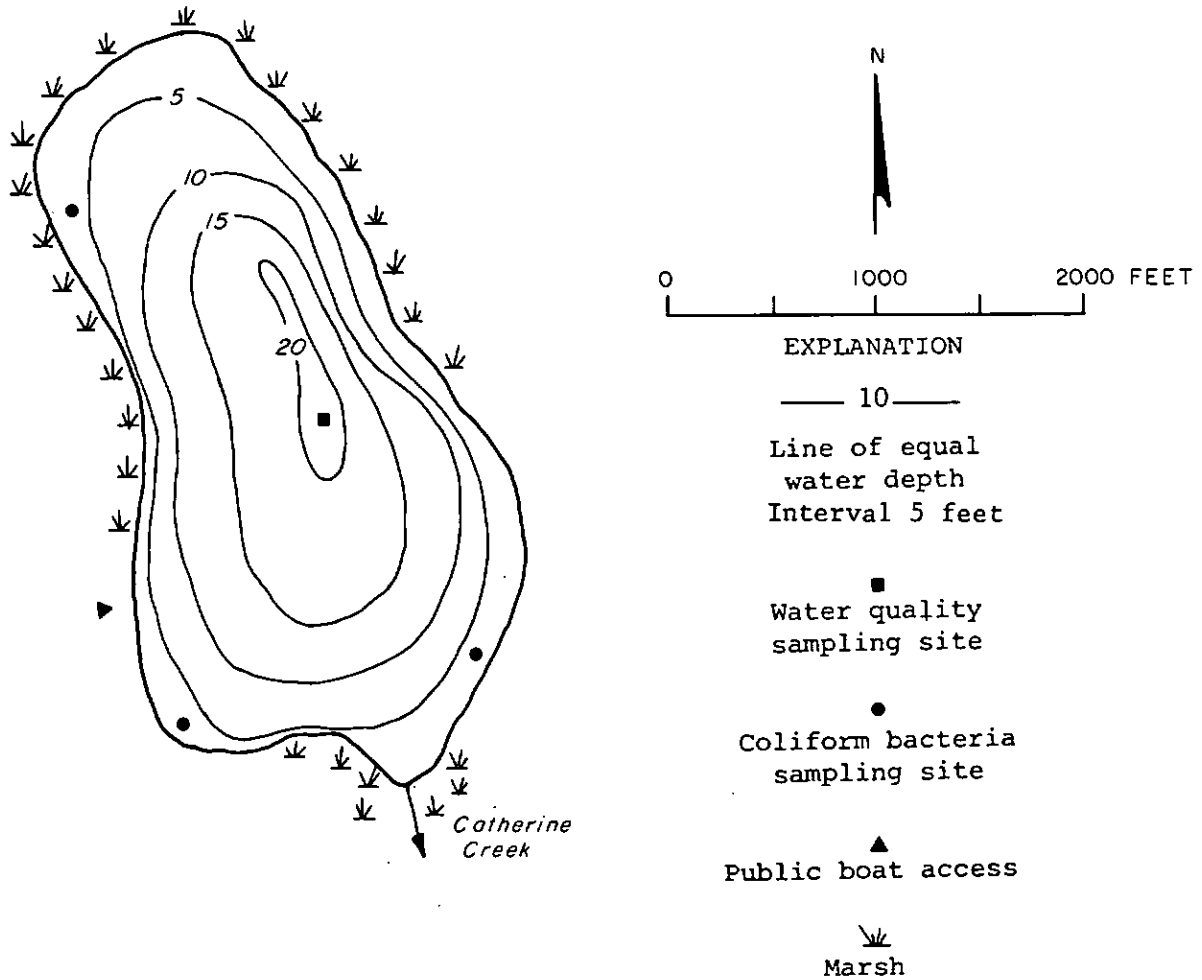 5
10
15
20
Catherine
Creek
N
0 1000 2000 FEET
EXPLANATION
10
Line of equal
water depth
Interval 5 feet
Water quality
sampling site
Coliform bacteria
sampling site
Public boat access
Marsh